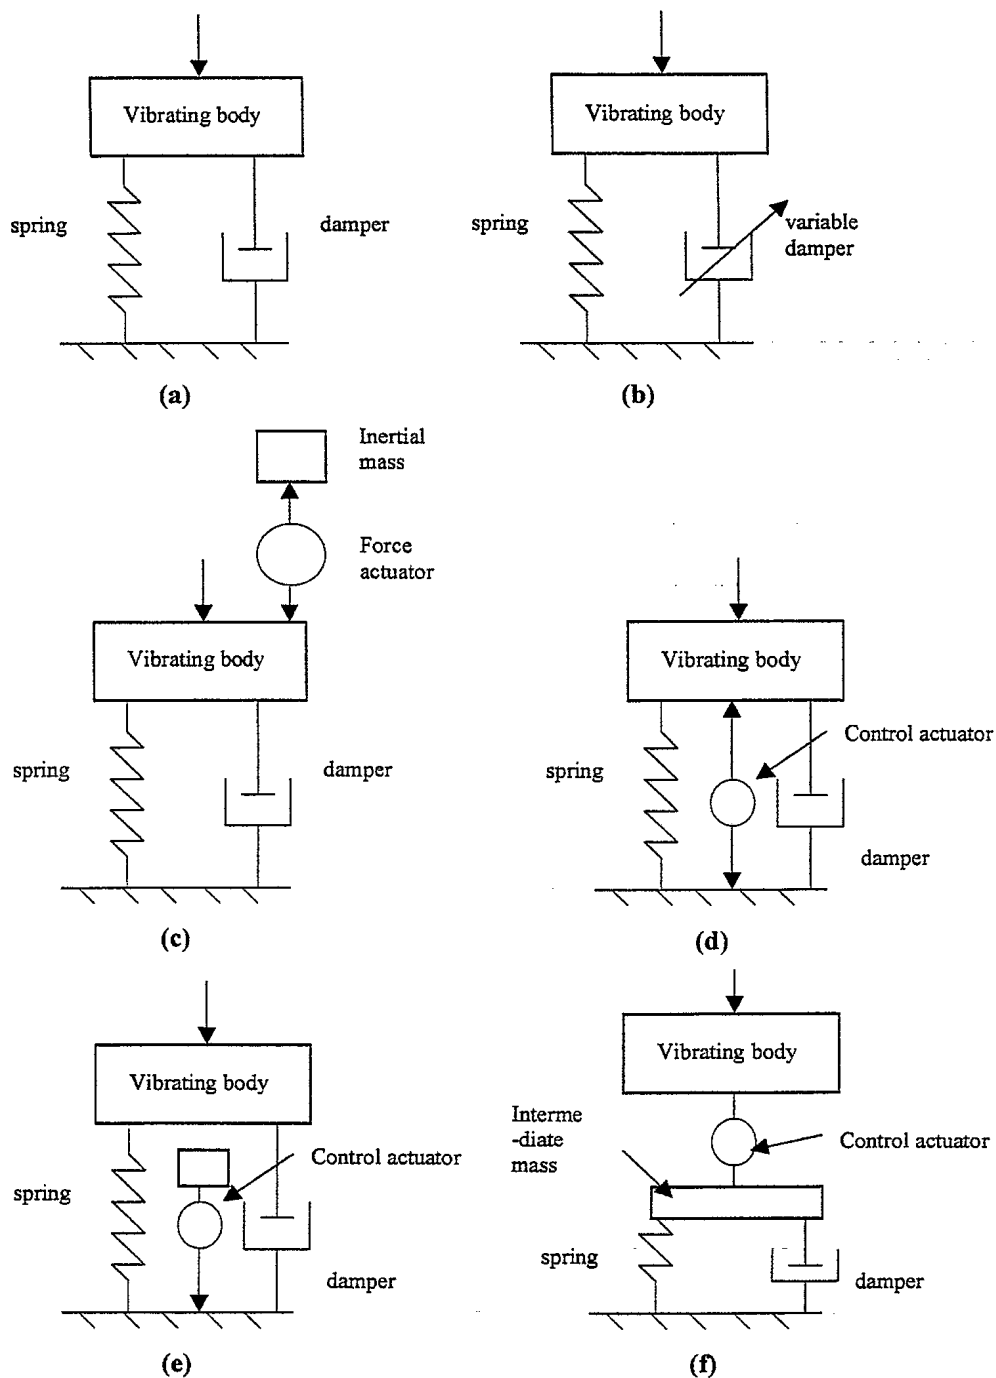 Vibrating body
spring
damper
(a)
Vibrating body
spring
variable
damper
(b)
Inertial
mass
Force
actuator
Vibrating body
spring
damper
(c)
Vibrating body
Control actuator
spring
damper
(d)
Vibrating body
Control actuator
spring
damper
(e)
Vibrating body
Interme
-diate
mass
Control actuator
spring
damper
(f)